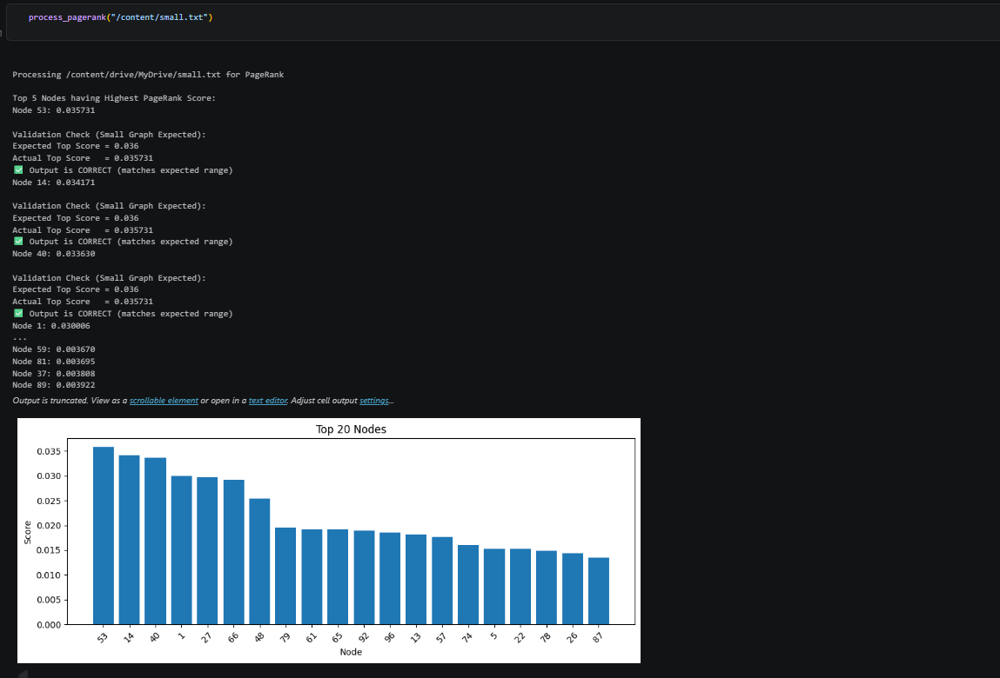 process_pagerank("/content/small.txt")
Processing /content/drive/MyDrive/small.txt for PageRank
Top 5 Nodes having Highest PageRank Score:
Node 53: 0.035731
Validation Check (Small Graph Expected):
Expected Top Score ≈ 0.036
Actual Top Score   = 0.035731
✅ Output is CORRECT (matches expected range)
Node 14: 0.034171
Validation Check (Small Graph Expected):
Expected Top Score ≈ 0.036
Actual Top Score   = 0.035731
✅ Output is CORRECT (matches expected range)
Node 40: 0.033630
Validation Check (Small Graph Expected):
Expected Top Score ≈ 0.036
Actual Top Score   = 0.035731
✅ Output is CORRECT (matches expected range)
Node 1: 0.030006
...
Node 59: 0.003670
Node 81: 0.003695
Node 37: 0.003808
Node 89: 0.003922
Output is truncated. View as a scrollable element or open in a text editor. Adjust cell output settings...
Top 20 Nodes
0.035
0.030
0.025
0.020
0.015
0.010
0.005
0.000
Score
53 14 40 1 27 66 48 79 61 65 92 96 13 57 74 5 22 78 26 87
Node